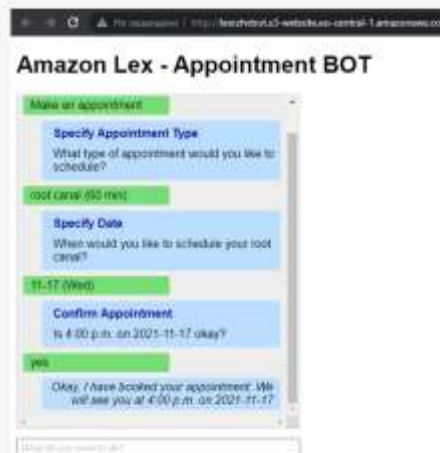 Amazon Lex - Appointment BOT
Make an appointment
Specify Appointment Type
What type of appointment would you like to
schedule?
root canal (60 min)
Specify Date
When would you like to schedule your root
canal?
11-17 (Wed)
Confirm Appointment
Is 4:00 p.m. on 2021-11-17 okay?
yes
Okay, I have booked your appointment. We
will see you at 4:00 p.m. on 2021-11-17